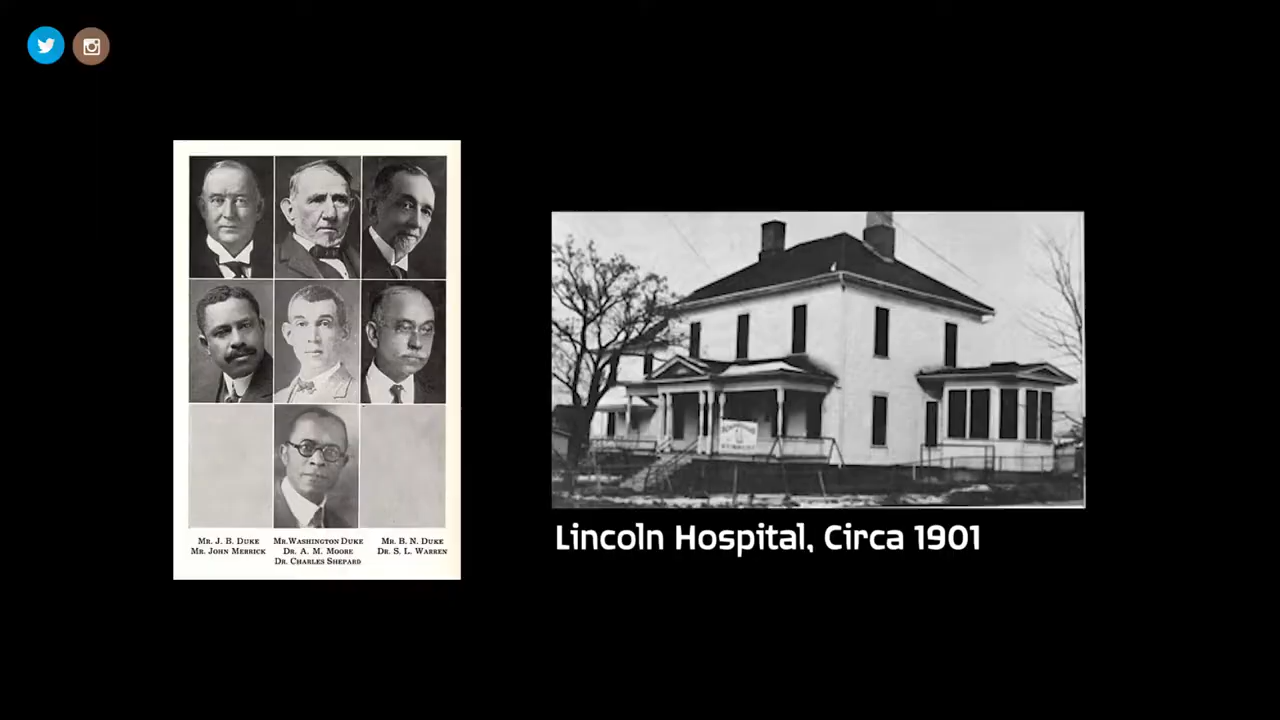 Mr. J. B. Duke Mr. Washington Duke Mr. B. N. Duke
Mr. John Merrick Dr. A. M. Moore Dr. S. L. Warren
Dr. Charles Shepard
Lincoln Hospital, Circa 1901